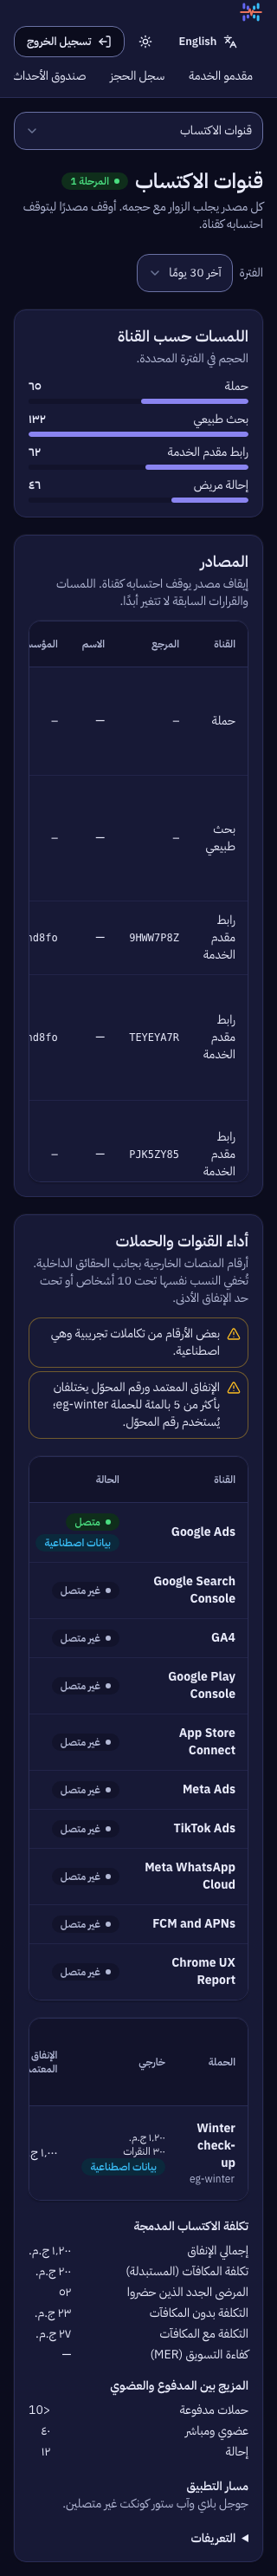 English
تسجيل الخروج
مقدمو الخدمة
سجل الحجز
صندوق الأحداث
قنوات الاكتساب
قنوات الاكتساب
المرحلة 1
كل مصدر يجلب الزوار مع حجمه. أوقف مصدرًا ليتوقف
احتسابه كقناة.
الفترة
آخر 30 يومًا
اللمسات حسب القناة
الحجم في الفترة المحددة.
حملة
٦٥
بحث طبيعي
١٣٢
رابط مقدم الخدمة
٦٢
إحالة مريض
٤٦
المصادر
إيقاف مصدر يوقف احتسابه كقناة. اللمسات
والقرارات السابقة لا تتغير أبدًا.
القناة
المرجع
الاسم
حملة
–
—
–
بحث
طبيعي
–
—
–
رابط
مقدم
الخدمة
9HWW7P8Z
—
رابط
مقدم
الخدمة
TEYEYA7R
—
رابط
مقدم
الخدمة
PJK5ZY85
—
–
أداء القنوات والحملات
أرقام المنصات الخارجية بجانب الحقائق الداخلية.
تُخفي النسب نفسها تحت 10 أشخاص أو تحت
حد الإنفاق الأدنى.
بعض الأرقام من تكاملات تجريبية وهي
اصطناعية.
الإنفاق المعتمد ورقم المحوّل يختلفان
بأكثر من 5 بالمئة للحملة eg-winter؛
يُستخدم رقم المحوّل.
القناة
الحالة
Google Ads
متصل
بيانات اصطناعية
Google Search
Console
غير متصل
GA4
غير متصل
Google Play
Console
غير متصل
App Store
Connect
غير متصل
Meta Ads
غير متصل
TikTok Ads
غير متصل
Meta WhatsApp
Cloud
غير متصل
FCM and APNs
غير متصل
Chrome UX
Report
غير متصل
الحملة
خارجي
الإنفاق
Winter
check-
up
eg-winter
١٬٢٠٠ ج.م.
٣٠٠ النقرات
بيانات اصطناعية
تكلفة الاكتساب المدمجة
إجمالي الإنفاق
١٬٢٠٠ ج.م.
تكلفة المكافآت (المستبدلة)
٢٠٠ ج.م.
المرضى الجدد الذين حضروا
٥٢
التكلفة بدون المكافآت
٢٣ ج.م.
التكلفة مع المكافآت
٢٧ ج.م.
كفاءة التسويق (MER)
—
المزيج بين المدفوع والعضوي
حملات مدفوعة
<10
عضوي ومباشر
٤٠
إحالة
١٢
مسار التطبيق
جوجل بلاي وآب ستور كونكت غير متصلين.
التعريفات